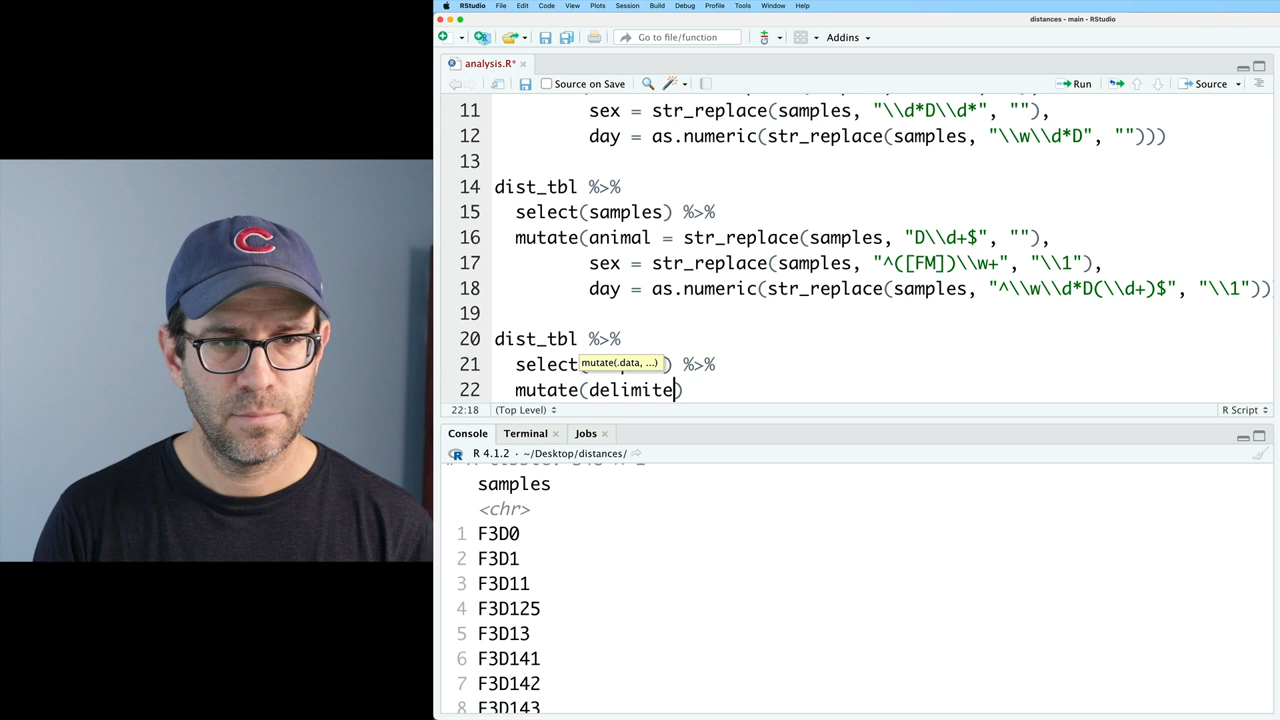 RStudio File Edit Code View Plots Session Build Debug Profile Tools Window Help
distances - main - RStudio
Go to file/function Addins
analysis.R*
Source on Save Run Source
11 sex = str_replace(samples, "\\d*D\\d*", ""),
12 day = as.numeric(str_replace(samples, "\\w\\d*D", "")))
13
14 dist_tbl %>%
15 select(samples) %>%
16 mutate(animal = str_replace(samples, "D\\d+$", ""),
17 sex = str_replace(samples, "^([FM])\\w+", "\\1"),
18 day = as.numeric(str_replace(samples, "^\\w\\d*D(\\d+)$", "\\1"))
19
20 dist_tbl %>%
mutate(.data, ...)
21 select ) %>%
22 mutate(delimite)
22:18 (Top Level) R Script
Console Terminal Jobs
R 4.1.2 · ~/Desktop/distances/
samples
<chr>
1 F3D0
2 F3D1
3 F3D11
4 F3D125
5 F3D13
6 F3D141
7 F3D142
8 F3D143